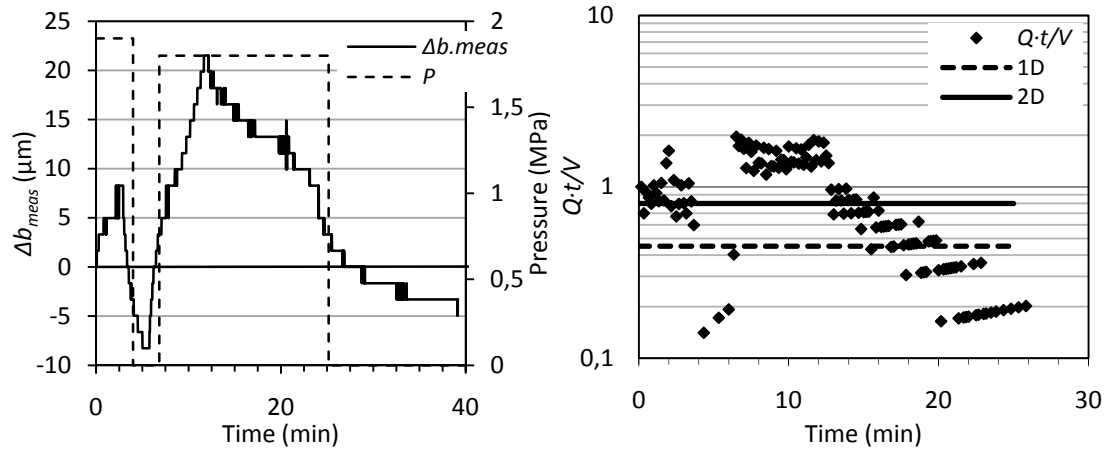 25
20
15
10
5
0
-5
-10
Δb_meas (µm)
0
20
40
Time (min)
2
1,5
1
0,5
0
Pressure (MPa)
Δb.meas
P
10
1
0,1
Q·t/V
0
10
20
30
Time (min)
Q·t/V
1D
2D